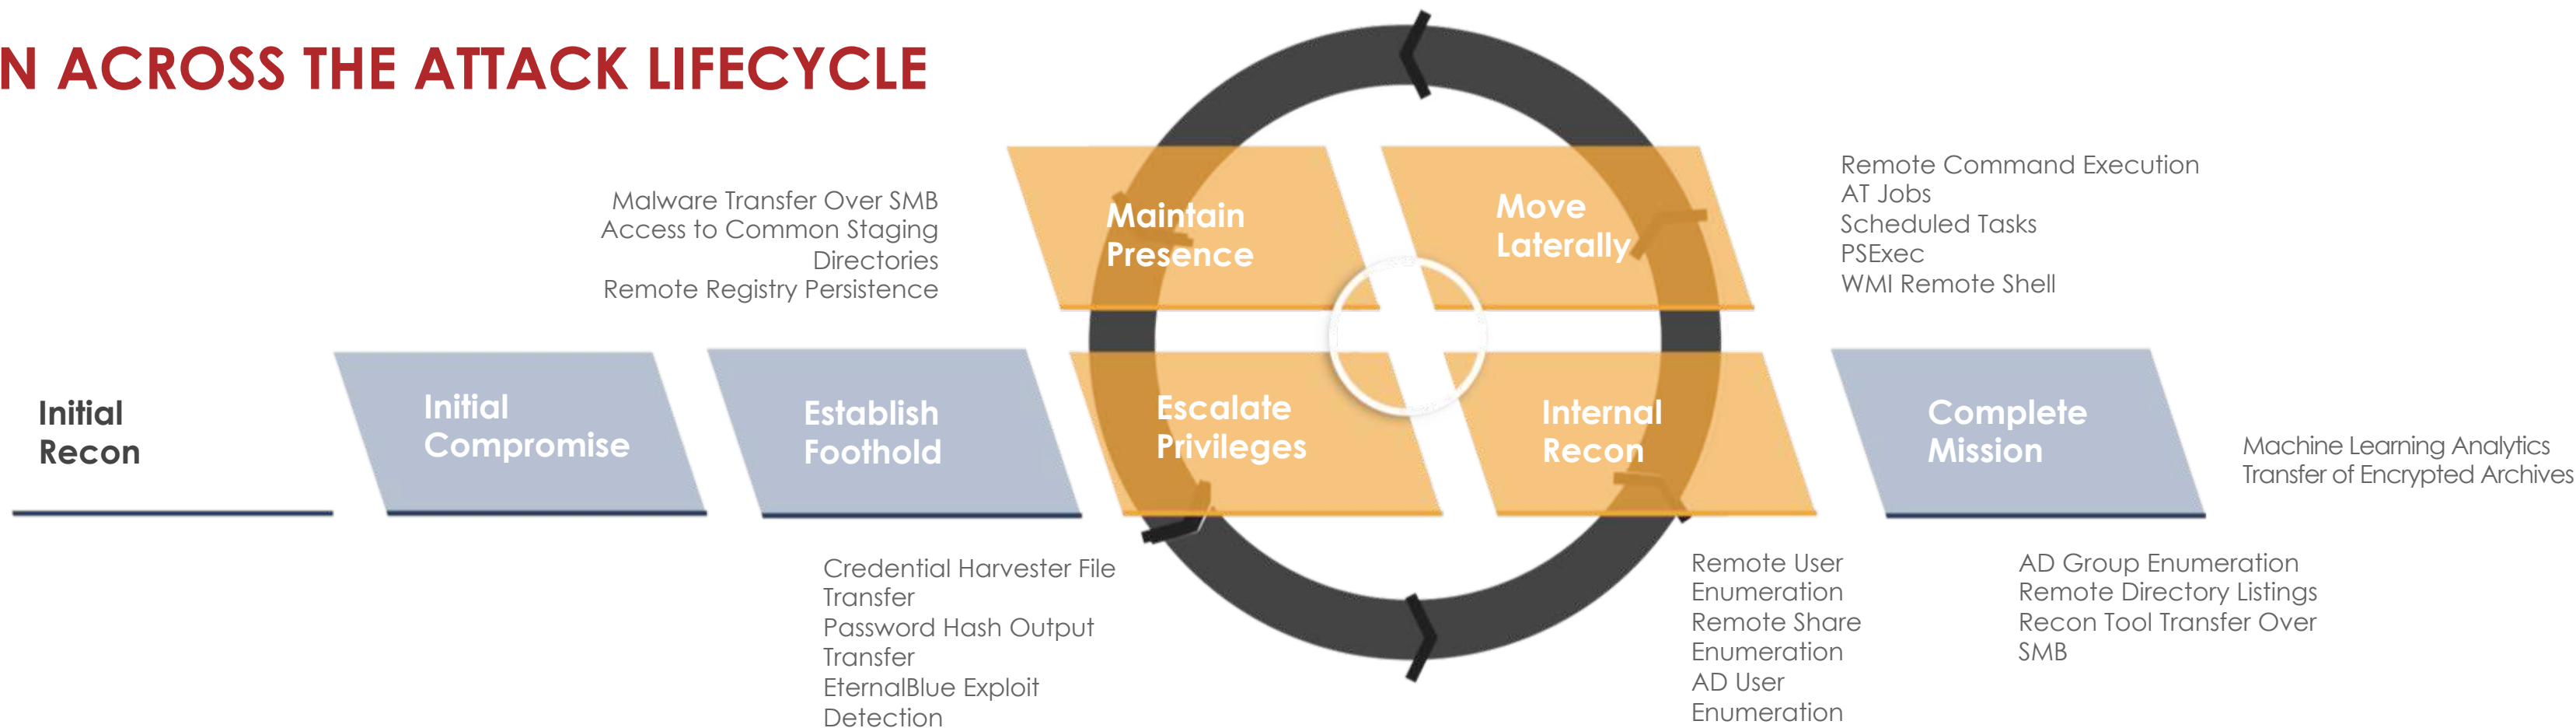 N ACROSS THE ATTACK LIFECYCLE
Malware Transfer Over SMB
Access to Common Staging
Directories
Remote Registry Persistence
Maintain
Presence
Move
Laterally
Remote Command Execution
AT Jobs
Scheduled Tasks
PSExec
WMI Remote Shell
Initial
Recon
Initial
Compromise
Establish
Foothold
Escalate
Privileges
Internal
Recon
Complete
Mission
Machine Learning Analytics
Transfer of Encrypted Archives
Credential Harvester File
Transfer
Password Hash Output
Transfer
EternalBlue Exploit
Detection
Remote User
Enumeration
Remote Share
Enumeration
AD User
Enumeration
AD Group Enumeration
Remote Directory Listings
Recon Tool Transfer Over
SMB